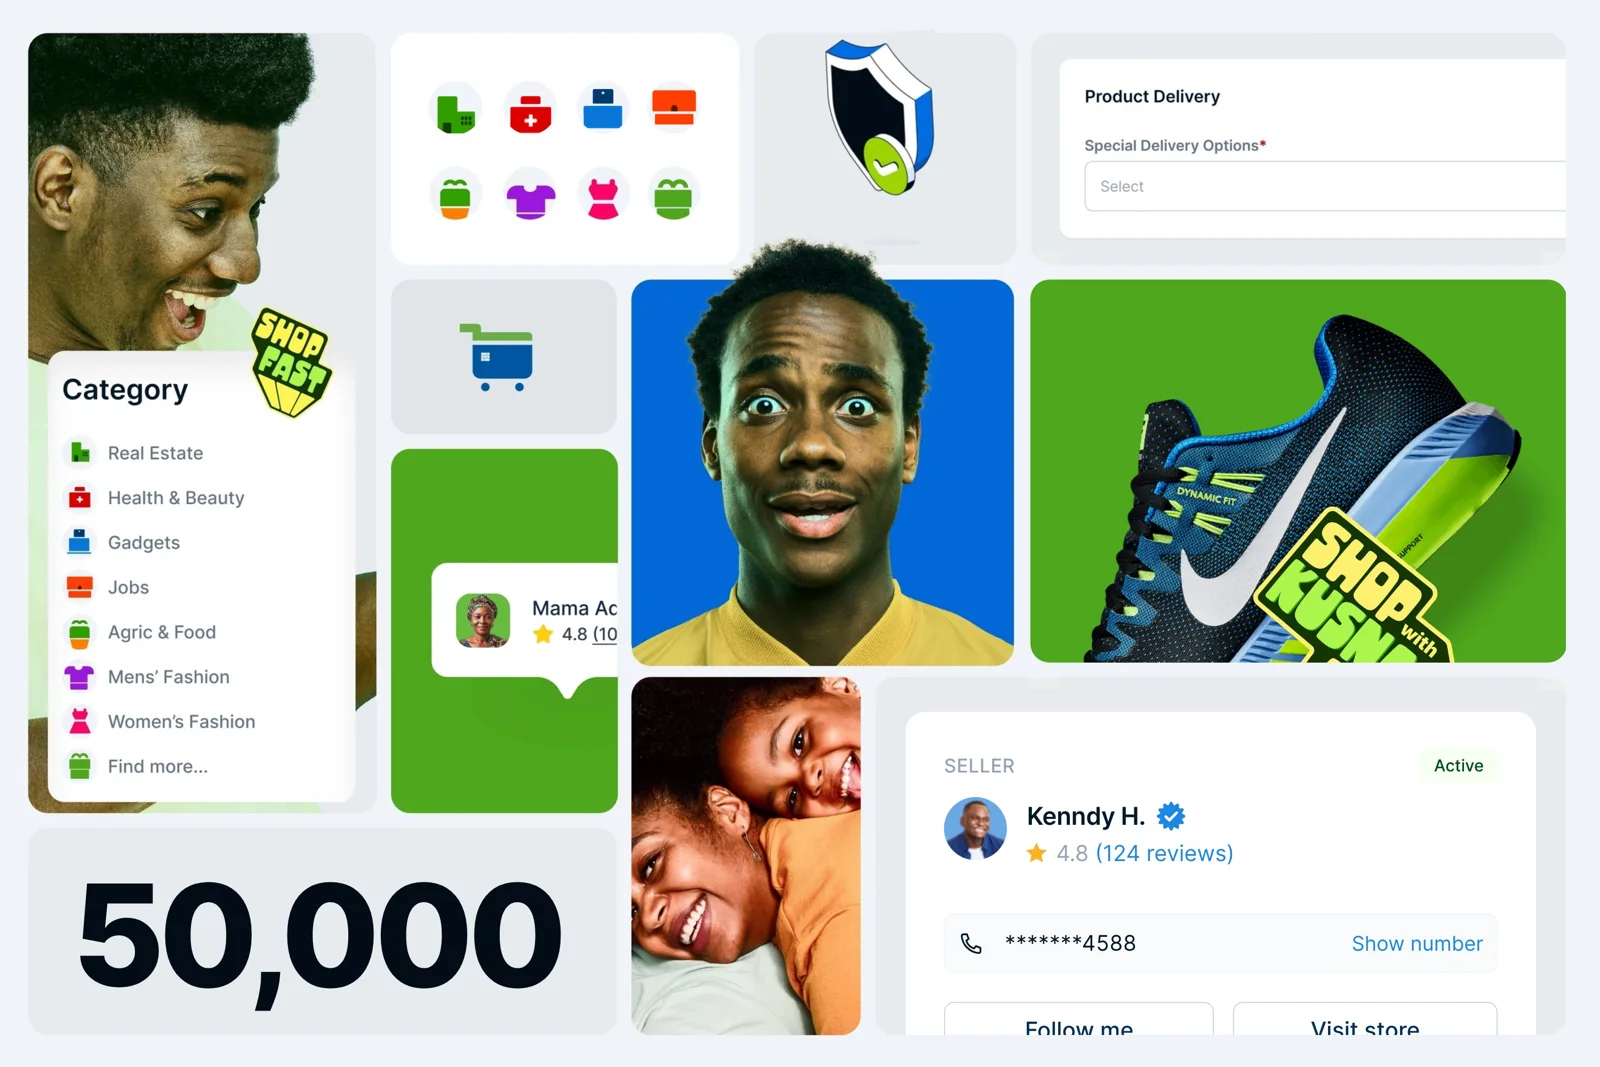 SHOP
FAST
Category
Real Estate
Health & Beauty
Gadgets
Jobs
Agric & Food
Mens’ Fashion
Women’s Fashion
Find more...
Product Delivery
Special Delivery Options*
Select
Mama Ad
4.8 (10
DYNAMIC FIT
SUPPORT
SHOP
with
50,000
SELLER
Active
Kenndy H.
4.8 (124 reviews)
*******4588
Show number
Follow me
Visit store